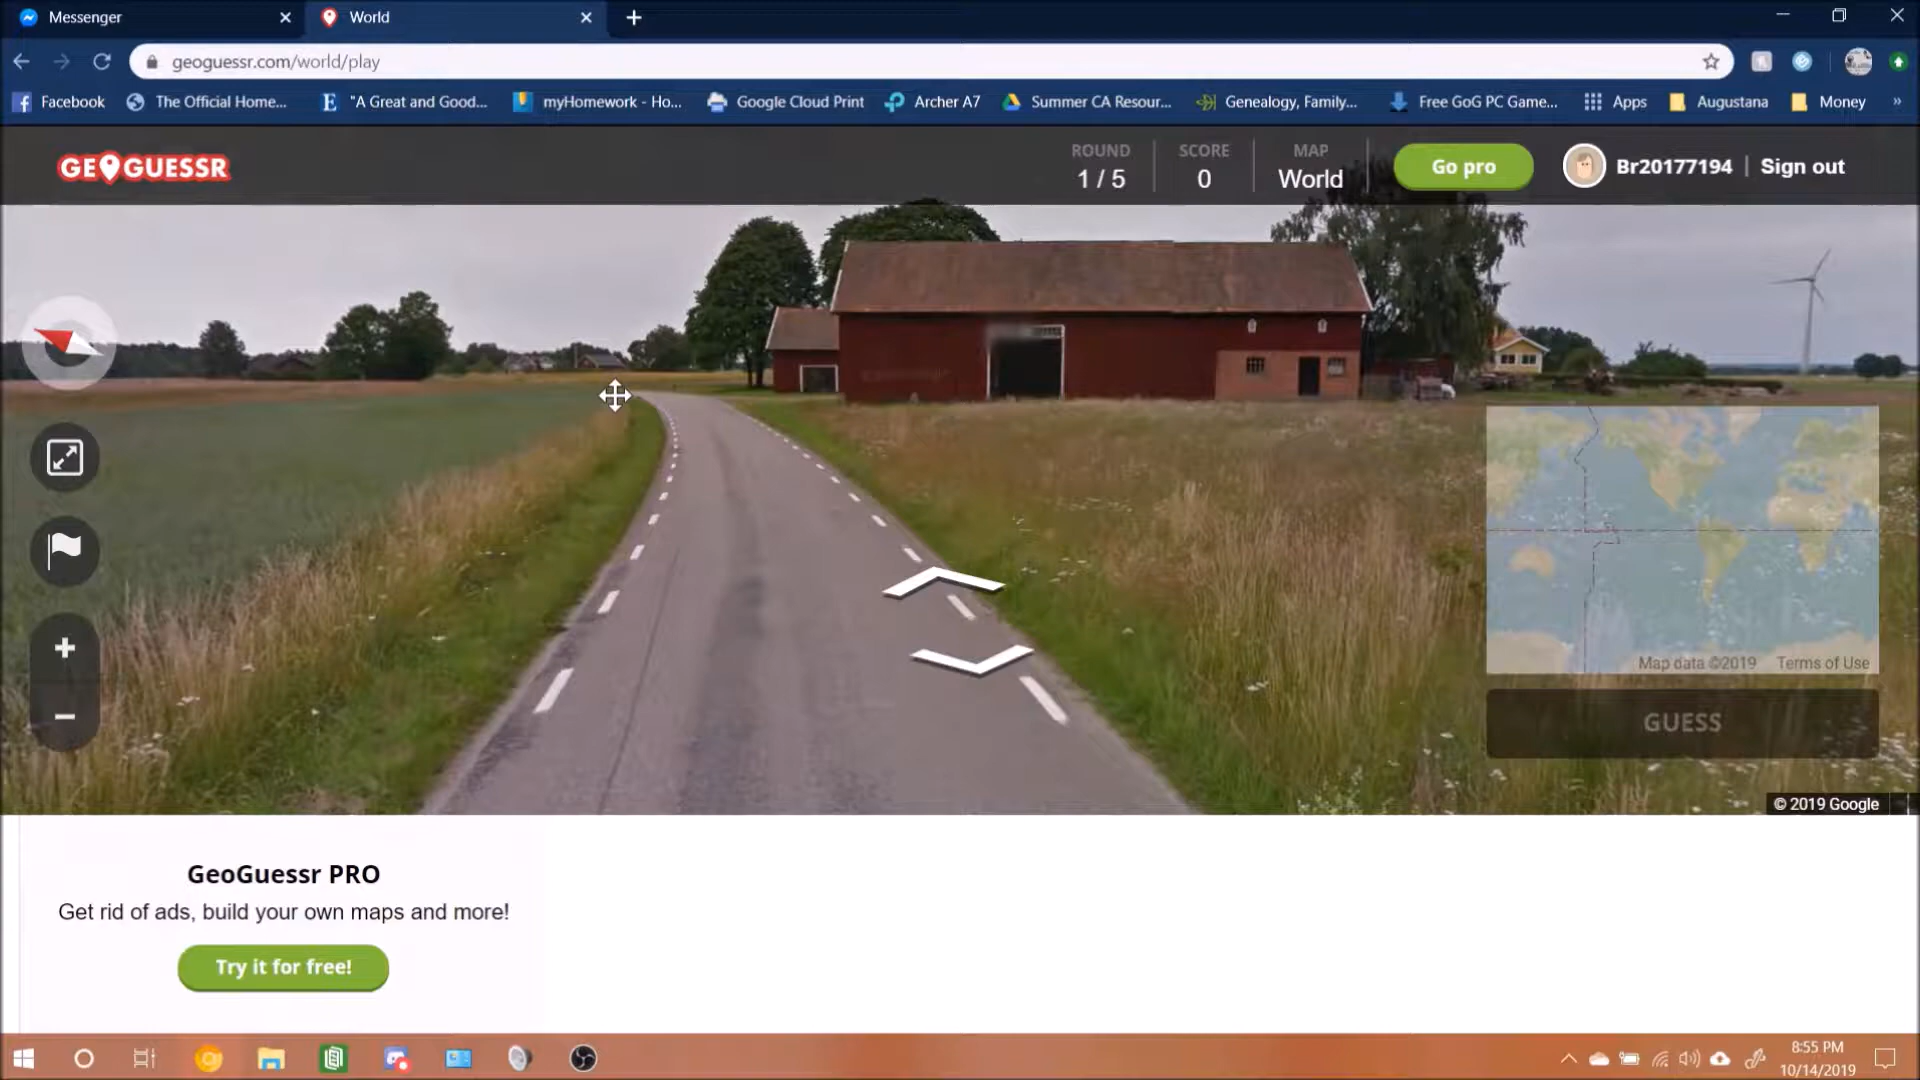 Messenger
World
geoguessr.com/world/play
Facebook
The Official Home...
"A Great and Good...
myHomework - Ho...
Google Cloud Print
Archer A7
Summer CA Resour...
Genealogy, Family...
Free GoG PC Game...
Apps
Augustana
Money
»
GEOGUESSR
ROUND
1 / 5
SCORE
0
MAP
World
Go pro
Br20177194
Sign out
Map data ©2019
Terms of Use
GUESS
© 2019 Google
GeoGuessr PRO
Get rid of ads, build your own maps and more!
Try it for free!
8:55 PM
10/14/2019